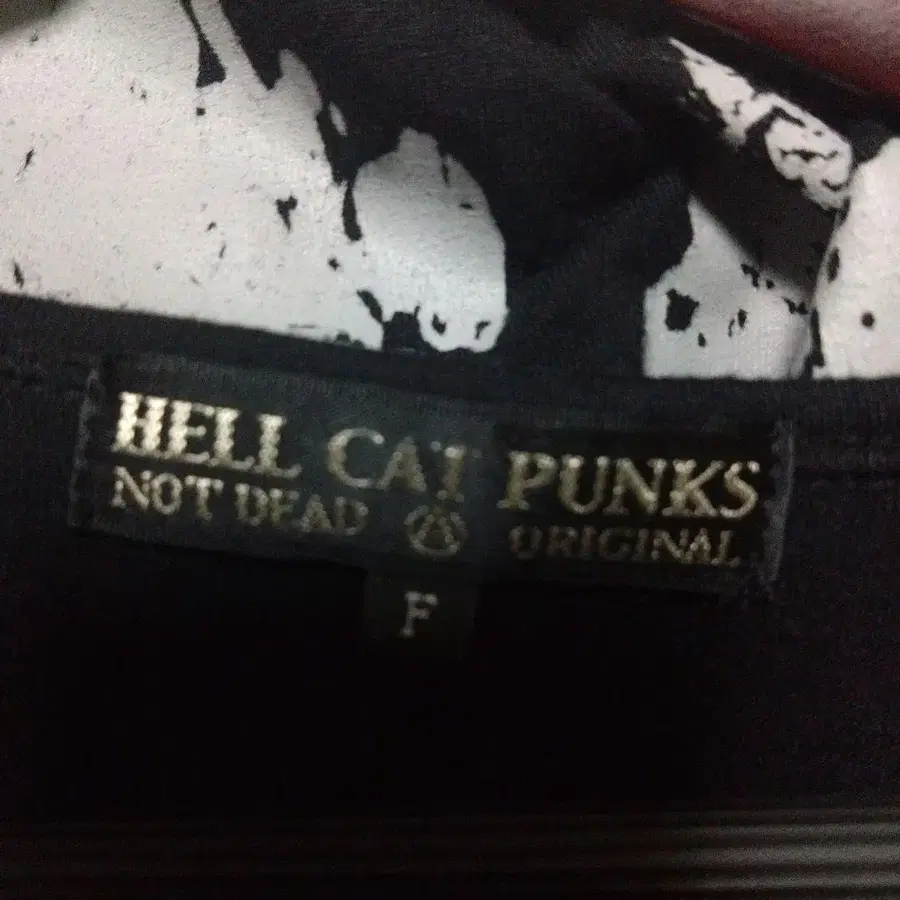 HELL CAT PUNKS
NOT DEAD Ⓐ ORIGINAL
F